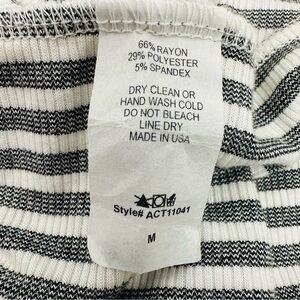 66% RAYON
29% POLYESTER
5% SPANDEX
DRY CLEAN OR
HAND WASH COLD
DO NOT BLEACH
LINE DRY
MADE IN USA
Style# ACT11041
M